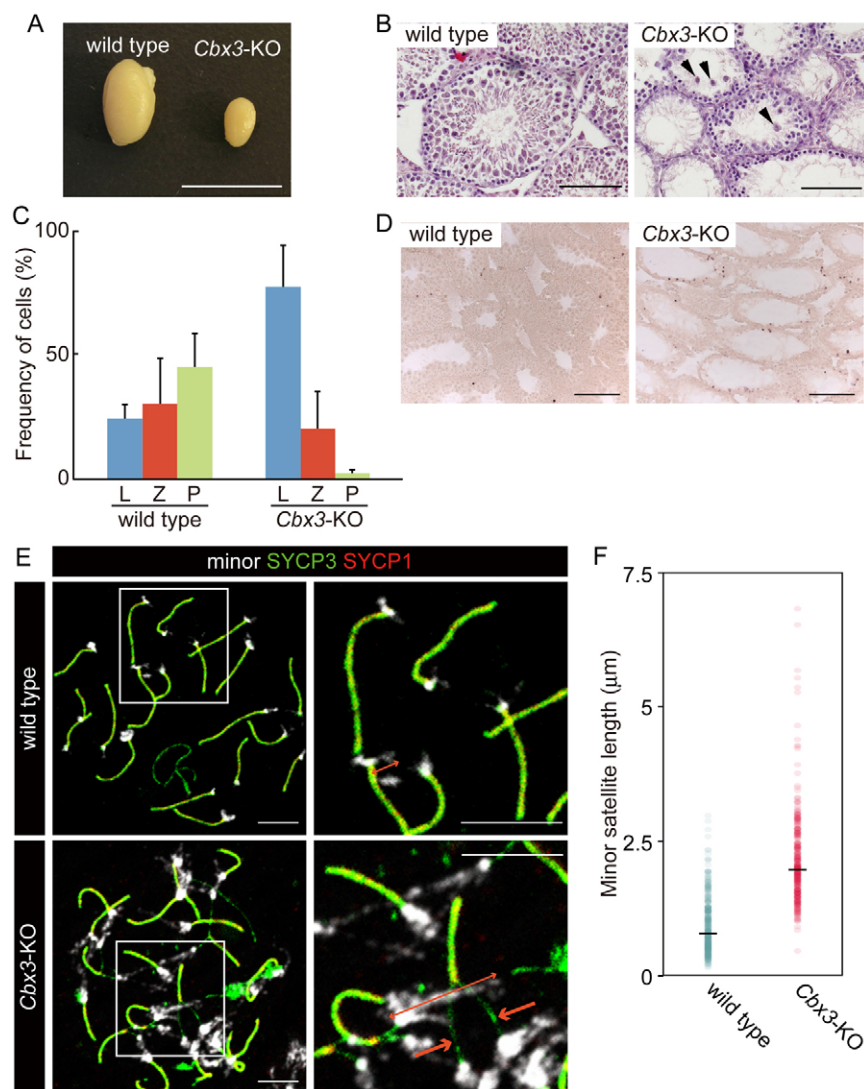 A
wild type
Cbx3-KO
B
wild type
Cbx3-KO
C
Frequency of cells (%)
100
50
0
L Z P
wild type
L Z P
Cbx3-KO
D
wild type
Cbx3-KO
E
minor SYCP3 SYCP1
wild type
Cbx3-KO
F
Minor satellite length (μm)
7.5
5
2.5
0
wild type
Cbx3-KO